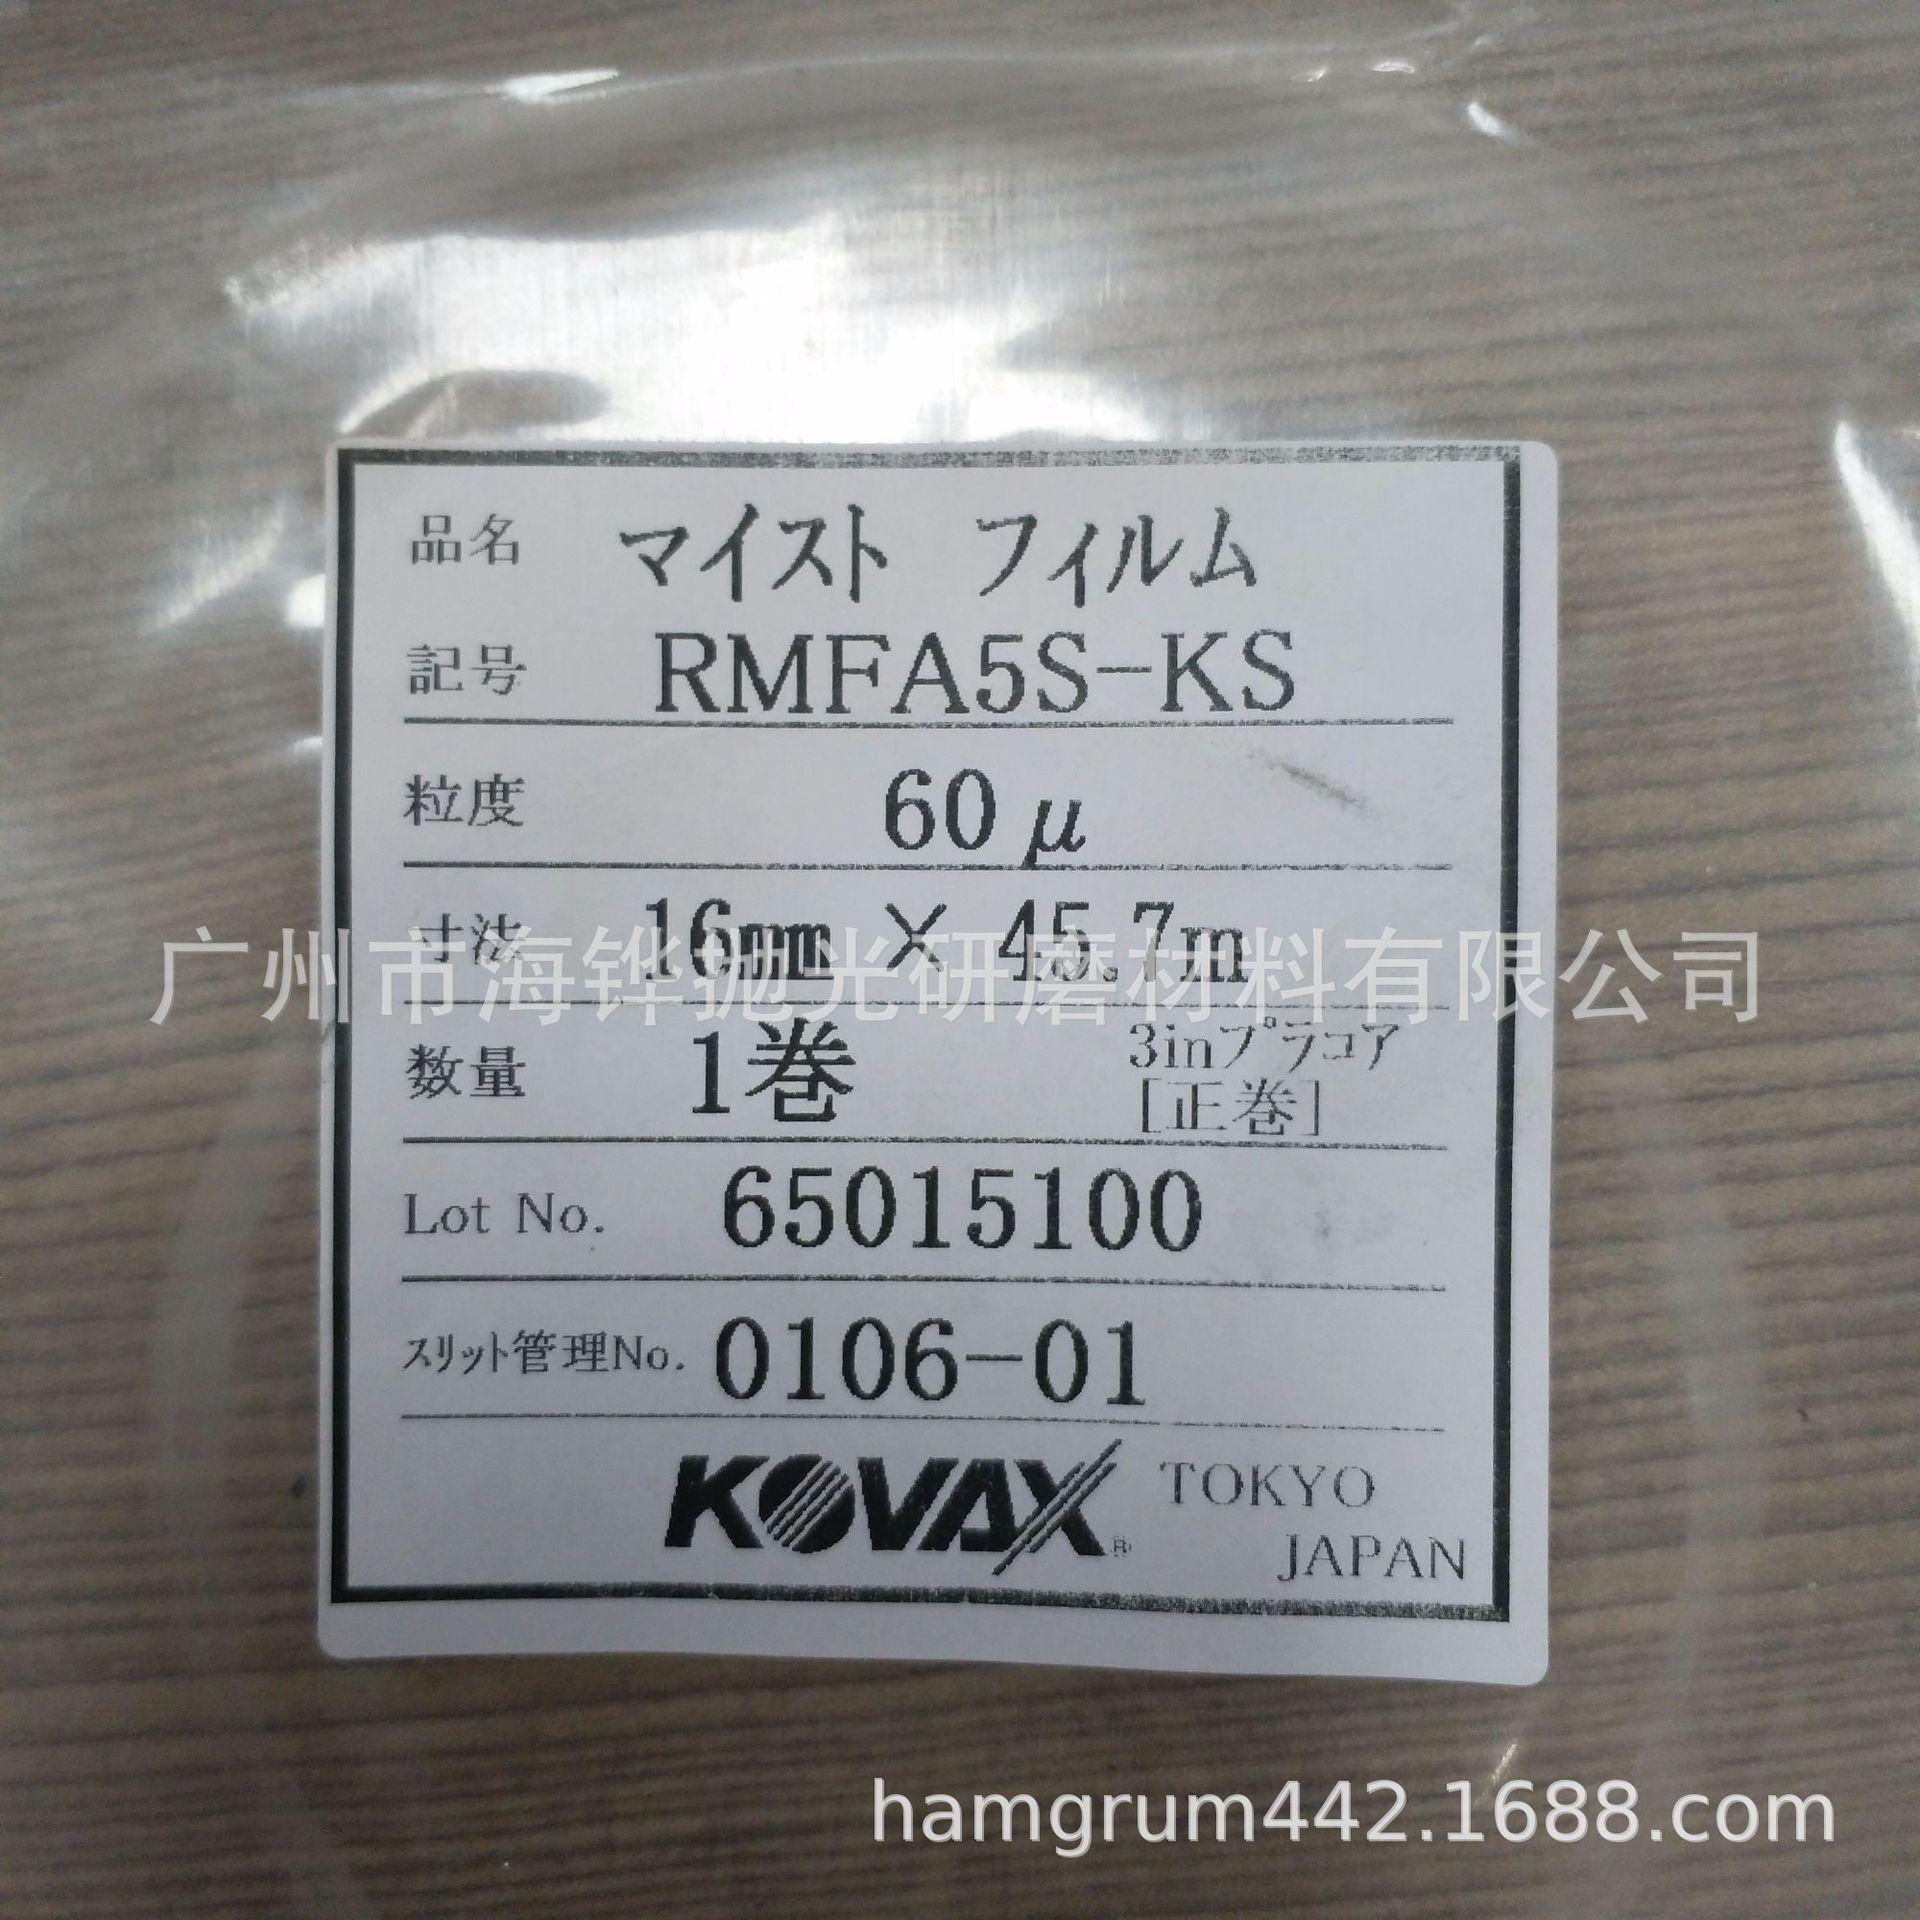 品名 マイスト フィルム
記号 RMFA5S-KS
粒度 60μ
寸法 16mm × 45.7m
广州市海铧抛光研磨材料有限公司
数量 1巻 3inプラコア
[正巻]
Lot No. 65015100
スリット管理No. 0106-01
KOVAX® TOKYO
JAPAN
hamgrum442.1688.com